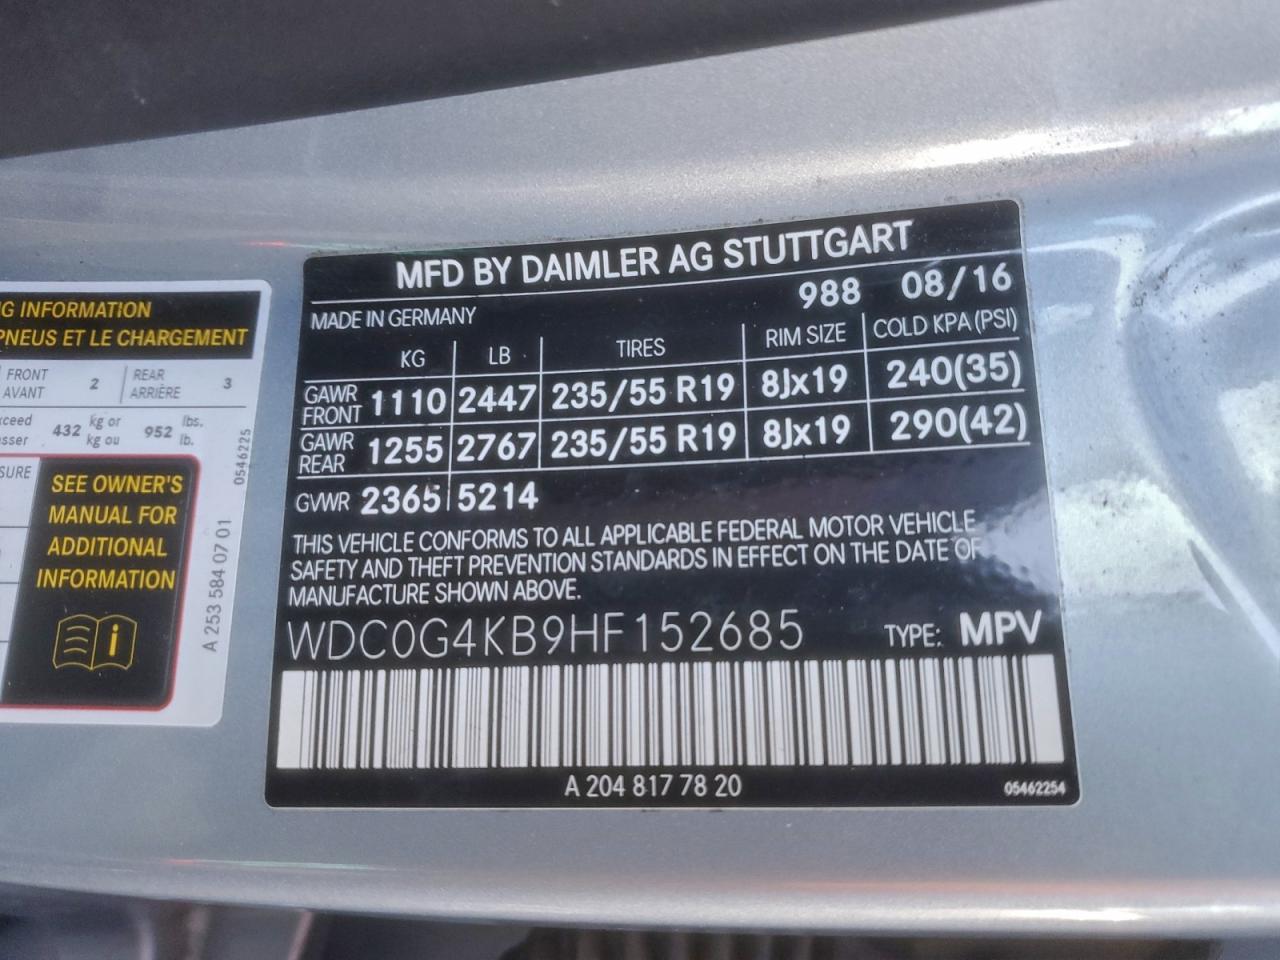 G INFORMATION
PNEUS ET LE CHARGEMENT
FRONT
AVANT
2
REAR
ARRIÈRE
3
432
kg or
kg ou
952
lbs.
lb.
0546225
SEE OWNER'S
MANUAL FOR
ADDITIONAL
INFORMATION
i
A 253 584 07 01
MFD BY DAIMLER AG STUTTGART
MADE IN GERMANY 988 08/16
KG LB TIRES RIM SIZE COLD KPA (PSI)
GAWR
FRONT 1110 2447 235/55 R19 8Jx19 240(35)
GAWR
REAR 1255 2767 235/55 R19 8Jx19 290(42)
GVWR 2365 5214
THIS VEHICLE CONFORMS TO ALL APPLICABLE FEDERAL MOTOR VEHICLE
SAFETY AND THEFT PREVENTION STANDARDS IN EFFECT ON THE DATE OF
MANUFACTURE SHOWN ABOVE.
WDC0G4KB9HF152685 TYPE: MPV
A 204 817 78 20 05462254